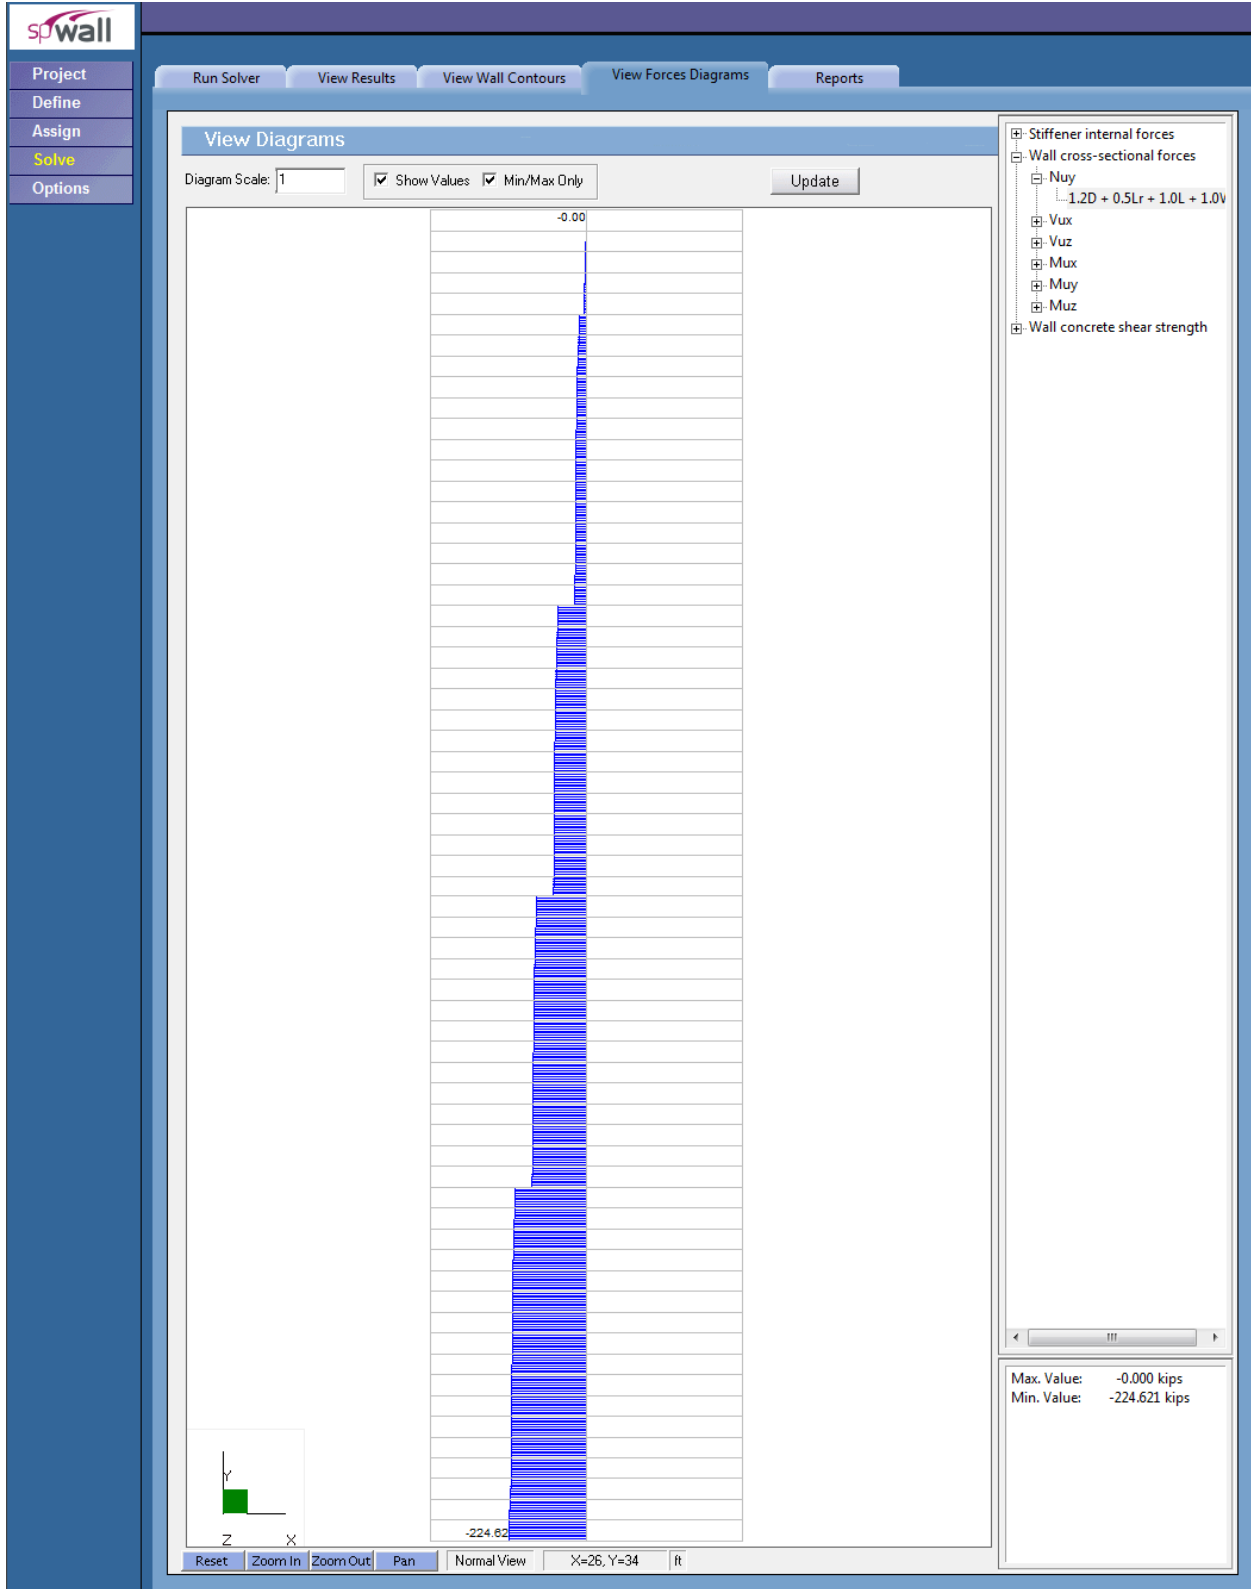 spwall
Project
Define
Assign
Solve
Options
Run Solver
View Results
View Wall Contours
View Forces Diagrams
Reports
View Diagrams
Diagram Scale: 1
Show Values
Min/Max Only
Update
-0.00
-224.62
Y
Z X
Reset
Zoom In
Zoom Out
Pan
Normal View
X=26, Y=34
ft
Stiffener internal forces
Wall cross-sectional forces
Nuy
1.2D + 0.5Lr + 1.0L + 1.0
Vux
Vuz
Mux
Muy
Muz
Wall concrete shear strength
Max. Value: -0.000 kips
Min. Value: -224.621 kips